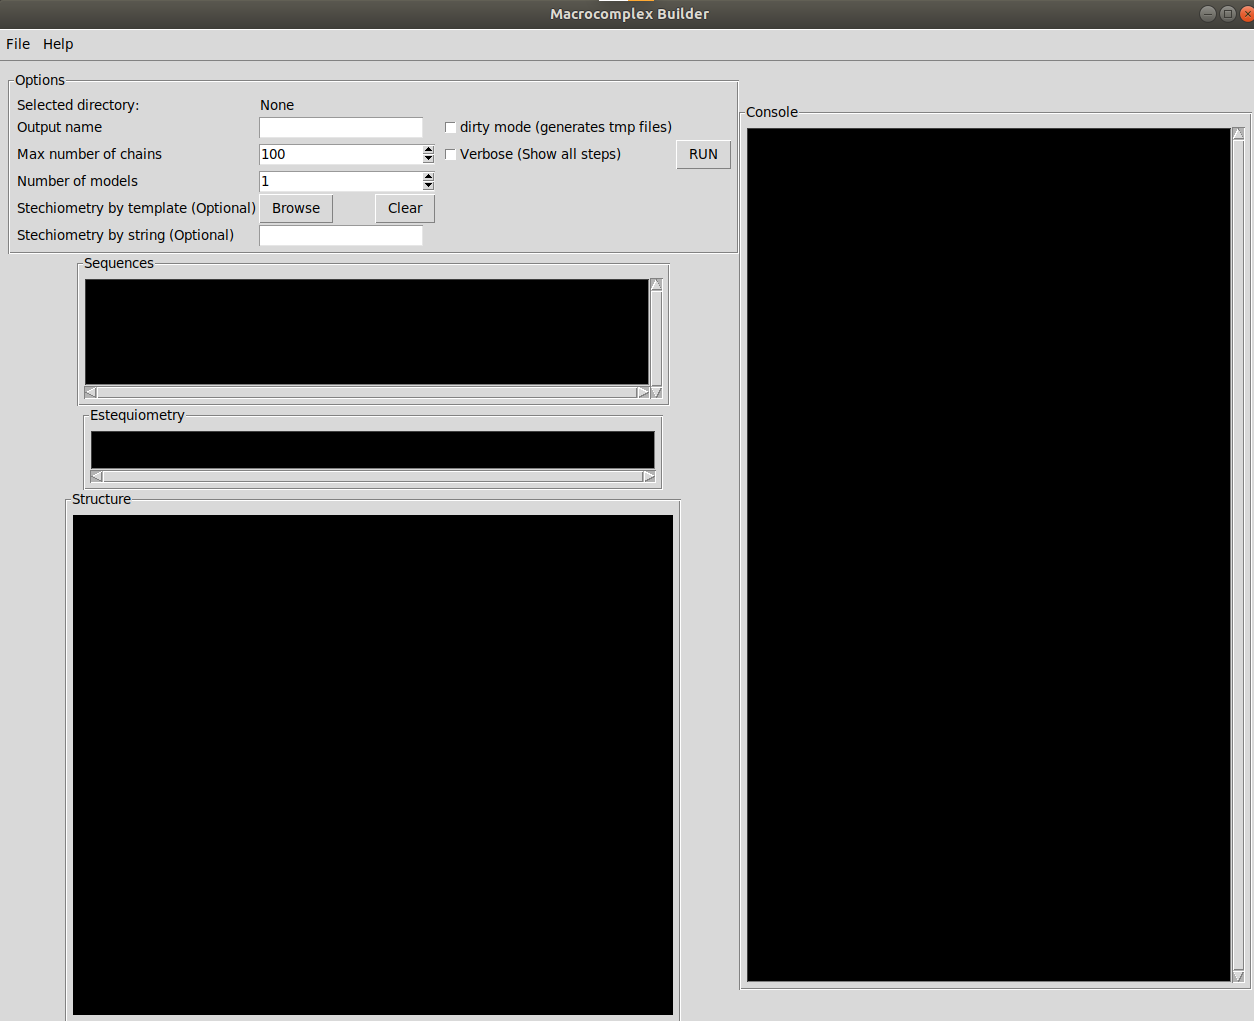 Macrocomplex Builder
File Help
Options
Selected directory: None
Output name
dirty mode (generates tmp files)
Max number of chains 100
Verbose (Show all steps)
RUN
Number of models 1
Stechiometry by template (Optional) Browse Clear
Stechiometry by string (Optional)
Sequences
Estequiometry
Structure
Console